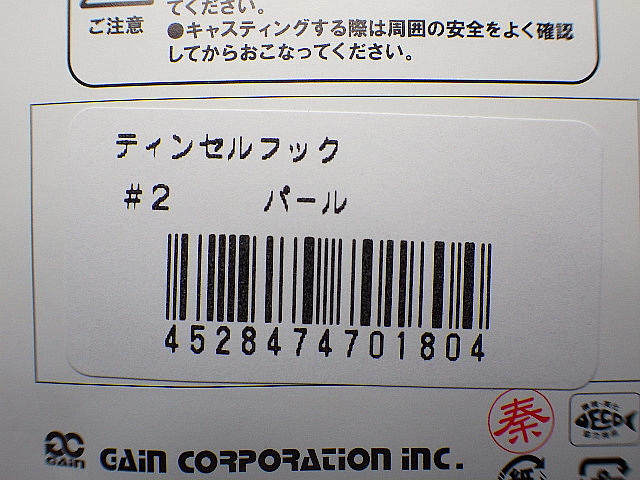 てください。
ご注意
●キャスティングする際は周囲の安全をよく確認
してからおこなってください。
ティンセルフック
#2 パール
4528474701804
秦
ECO
GAIN
GAIN CORPORATION INC.
紙